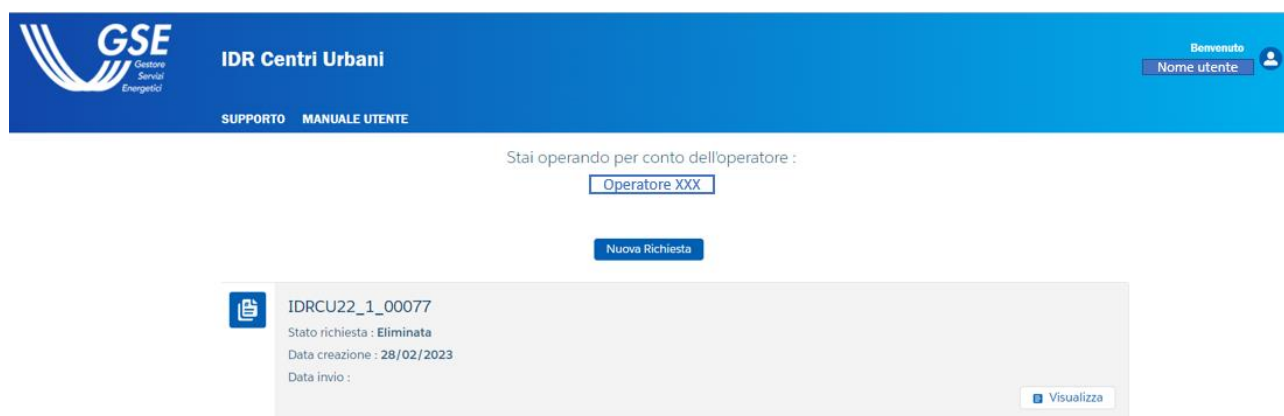 GSE
Gestore
Servizi
Energetici
IDR Centri Urbani
Benvenuto
Nome utente
SUPPORTO MANUALE UTENTE
Stai operando per conto dell'operatore :
Operatore XXX
Nuova Richiesta
IDRCU22_1_00077
Stato richiesta : Eliminata
Data creazione : 28/02/2023
Data invio :
Visualizza